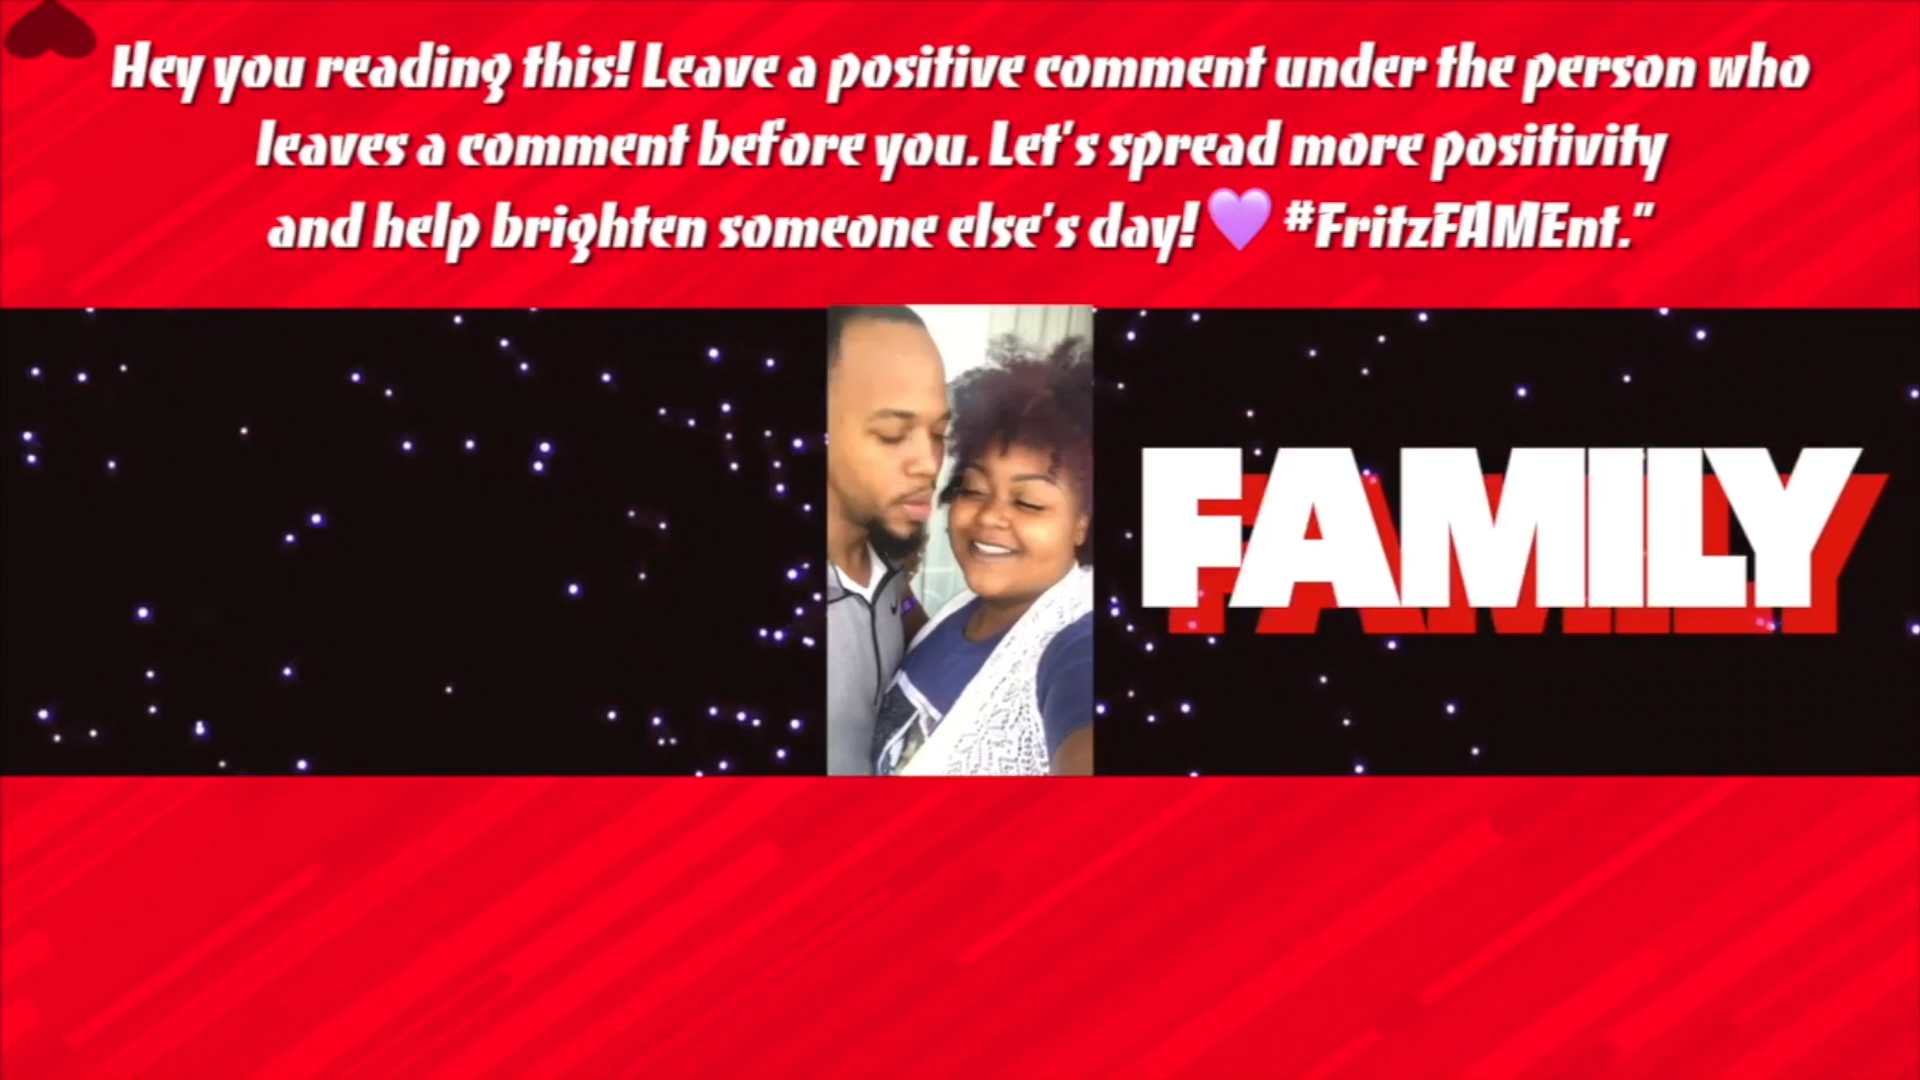 Hey you reading this! Leave a positive comment under the person who
leaves a comment before you. Let's spread more positivity
and help brighten someone else's day! 💜 #FritzFAMEnt."
FAMILY